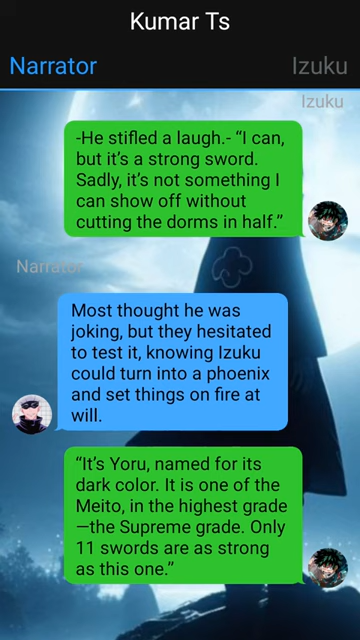 Kumar Ts
Narrator
Izuku
Izuku
-He stifled a laugh.- “I can,
but it’s a strong sword.
Sadly, it’s not something I
can show off without
cutting the dorms in half.”
Narrator
Most thought he was
joking, but they hesitated
to test it, knowing Izuku
could turn into a phoenix
and set things on fire at
will.
“It’s Yoru, named for its
dark color. It is one of the
Meito, in the highest grade
—the Supreme grade. Only
11 swords are as strong
as this one.”